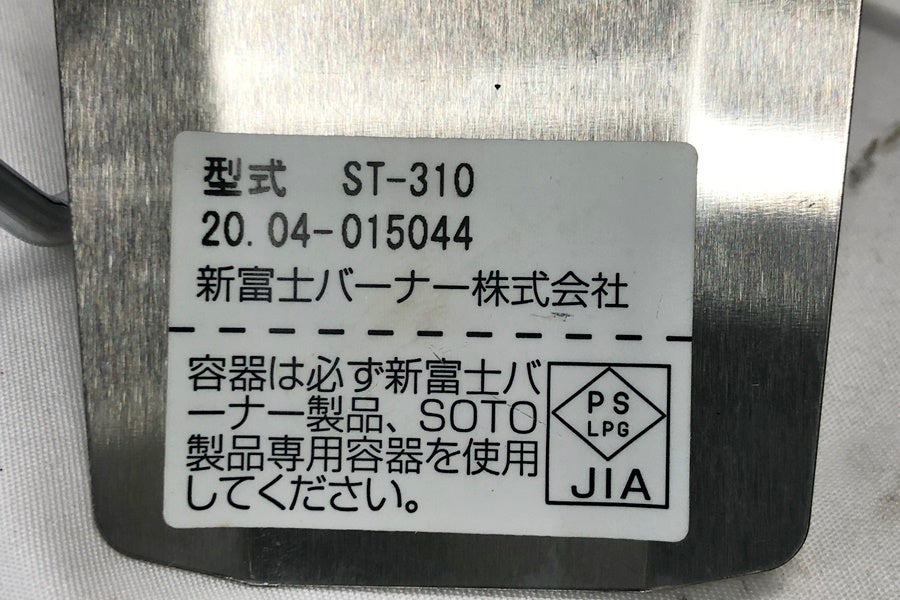 型式 ST-310
20.04-015044
新富士バーナー株式会社
容器は必ず新富士バ
ーナー製品、SOTO
製品専用容器を使用
してください。
PS
LPG
JIA